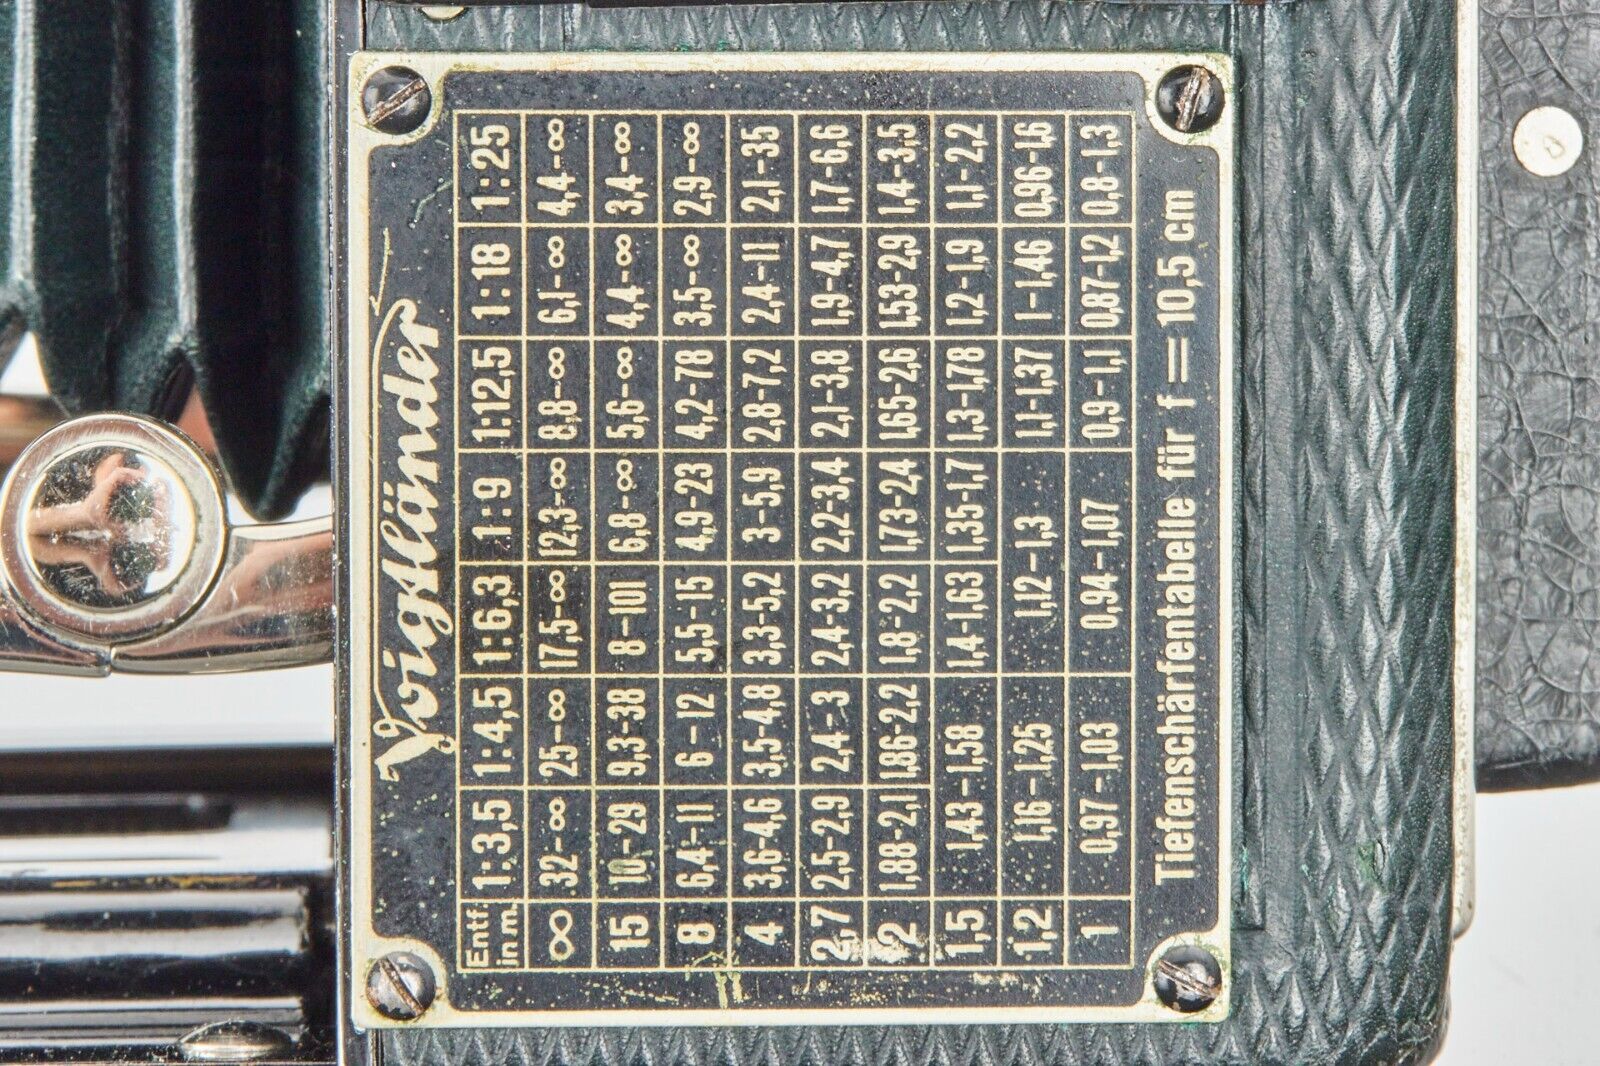 Voigtländer
Entf. in m. 1:3,5 1:4,5 1:6,3 1:9 1:12,5 1:18 1:25
∞ 32-∞ 25-∞ 17,5-∞ 12,3-∞ 8,8-∞ 6,1-∞ 4,4-∞
15 10-29 9,3-38 8-101 6,8-∞ 5,6-∞ 4,4-∞ 3,4-∞
8 6,4-11 6-12 5,5-15 4,9-23 4,2-78 3,5-∞ 2,9-∞
4 3,6-4,6 3,5-4,8 3,3-5,2 3-5,9 2,8-7,2 2,4-11 2,1-35
2,7 2,5-2,9 2,4-3 2,4-3,2 2,2-3,4 2,1-3,8 1,9-4,7 1,7-6,6
2 1,88-2,1 1,86-2,2 1,8-2,2 1,73-2,4 1,65-2,6 1,53-2,9 1,4-3,5
1,5 1,43-1,58 1,4-1,63 1,35-1,7 1,3-1,78 1,2-1,9 1,1-2,2
1,2 1,16-1,25 1,12-1,3 1,1-1,37 1-1,46 0,96-1,6
1 0,97-1,03 0,94-1,07 0,9-1,1 0,87-1,2 0,8-1,3
Tiefenschärfentabelle für f = 10,5 cm